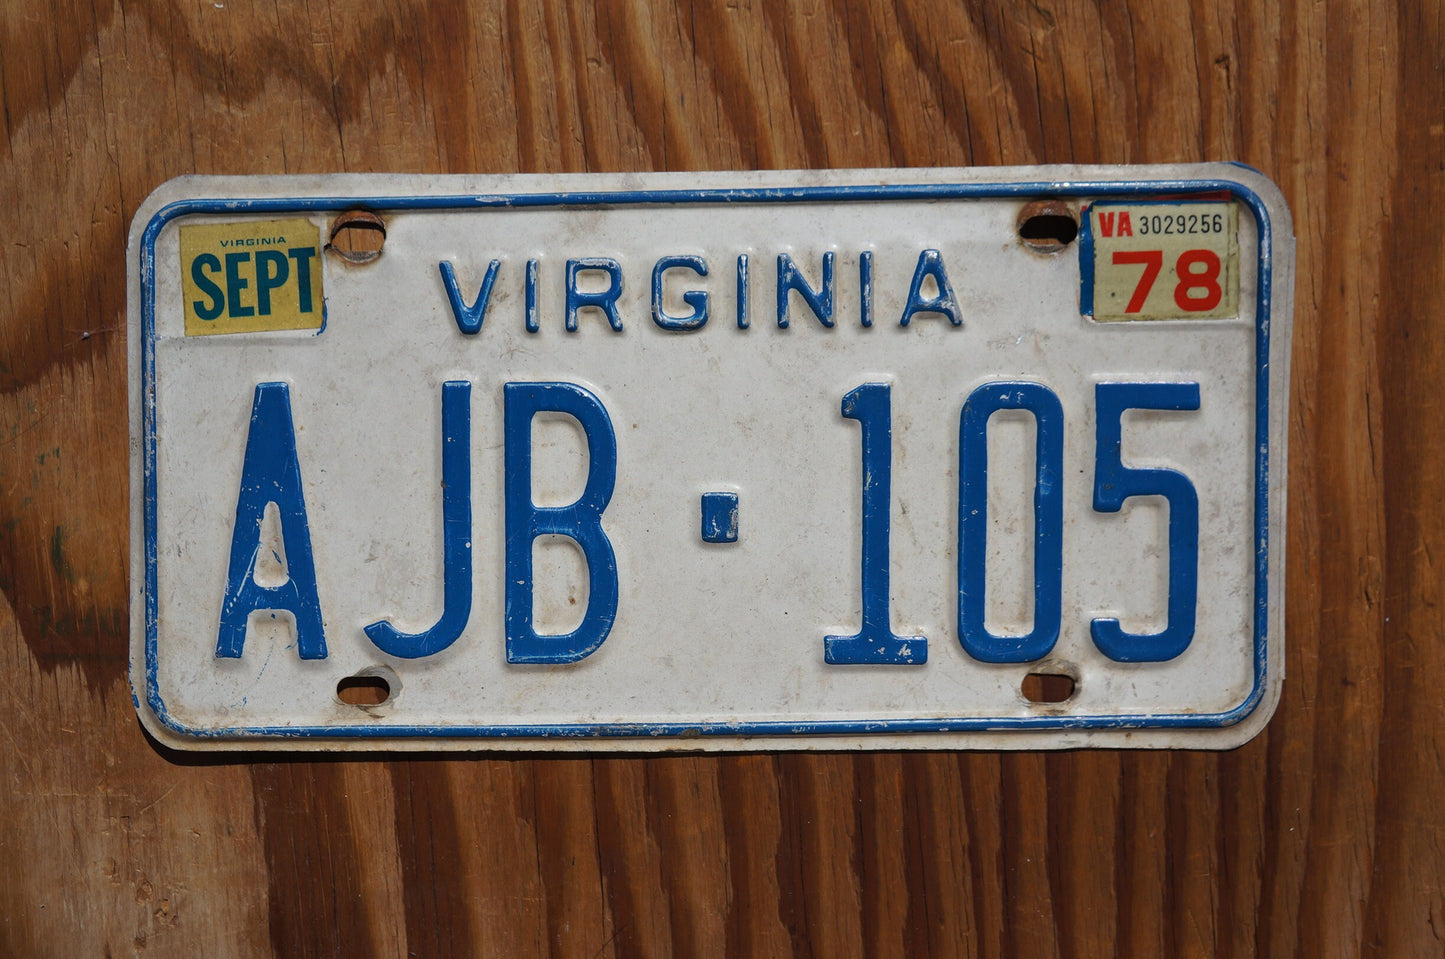 VIRGINIA
SEPT
VIRGINIA
VA 3029256
78
AJB 105